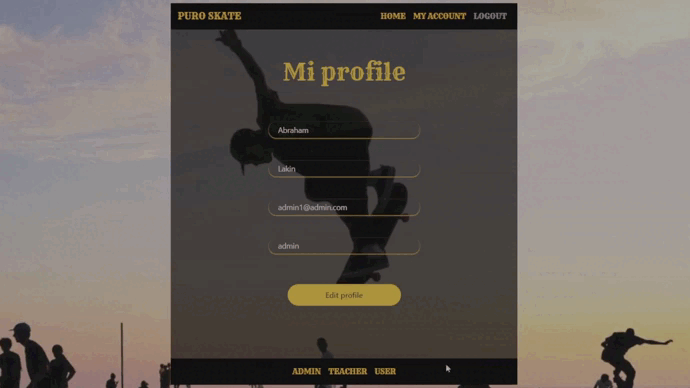 PURO SKATE HOME MY ACCOUNT LOGOUT
Mi profile
Abraham
Lakin
admin1@admin.com
admin
Edit profile
ADMIN TEACHER USER